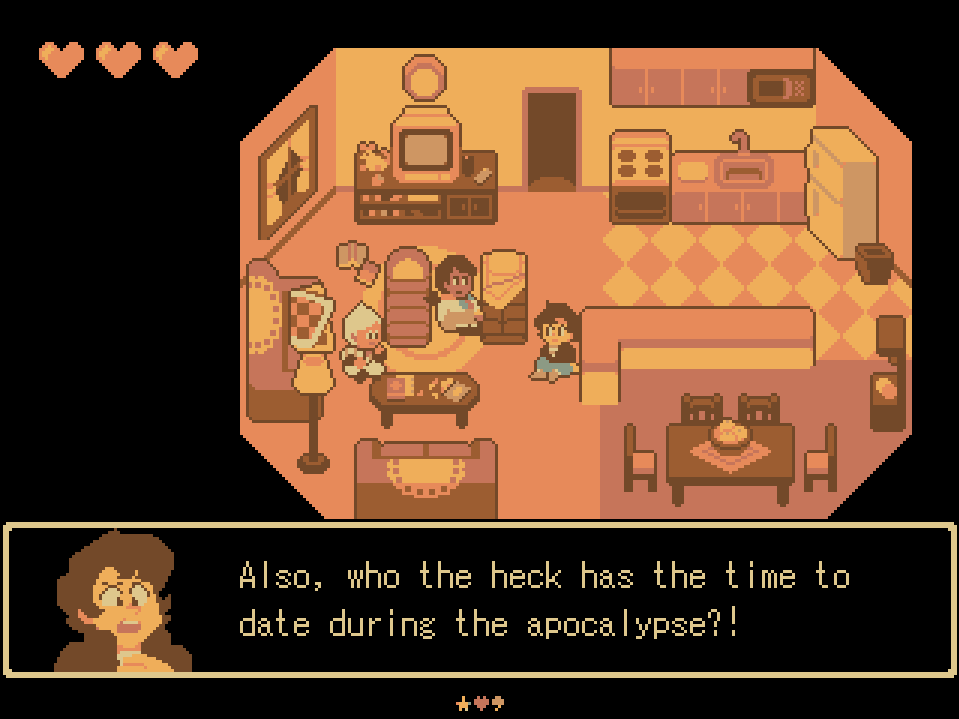 Also, who the heck has the time to
date during the apocalypse?!